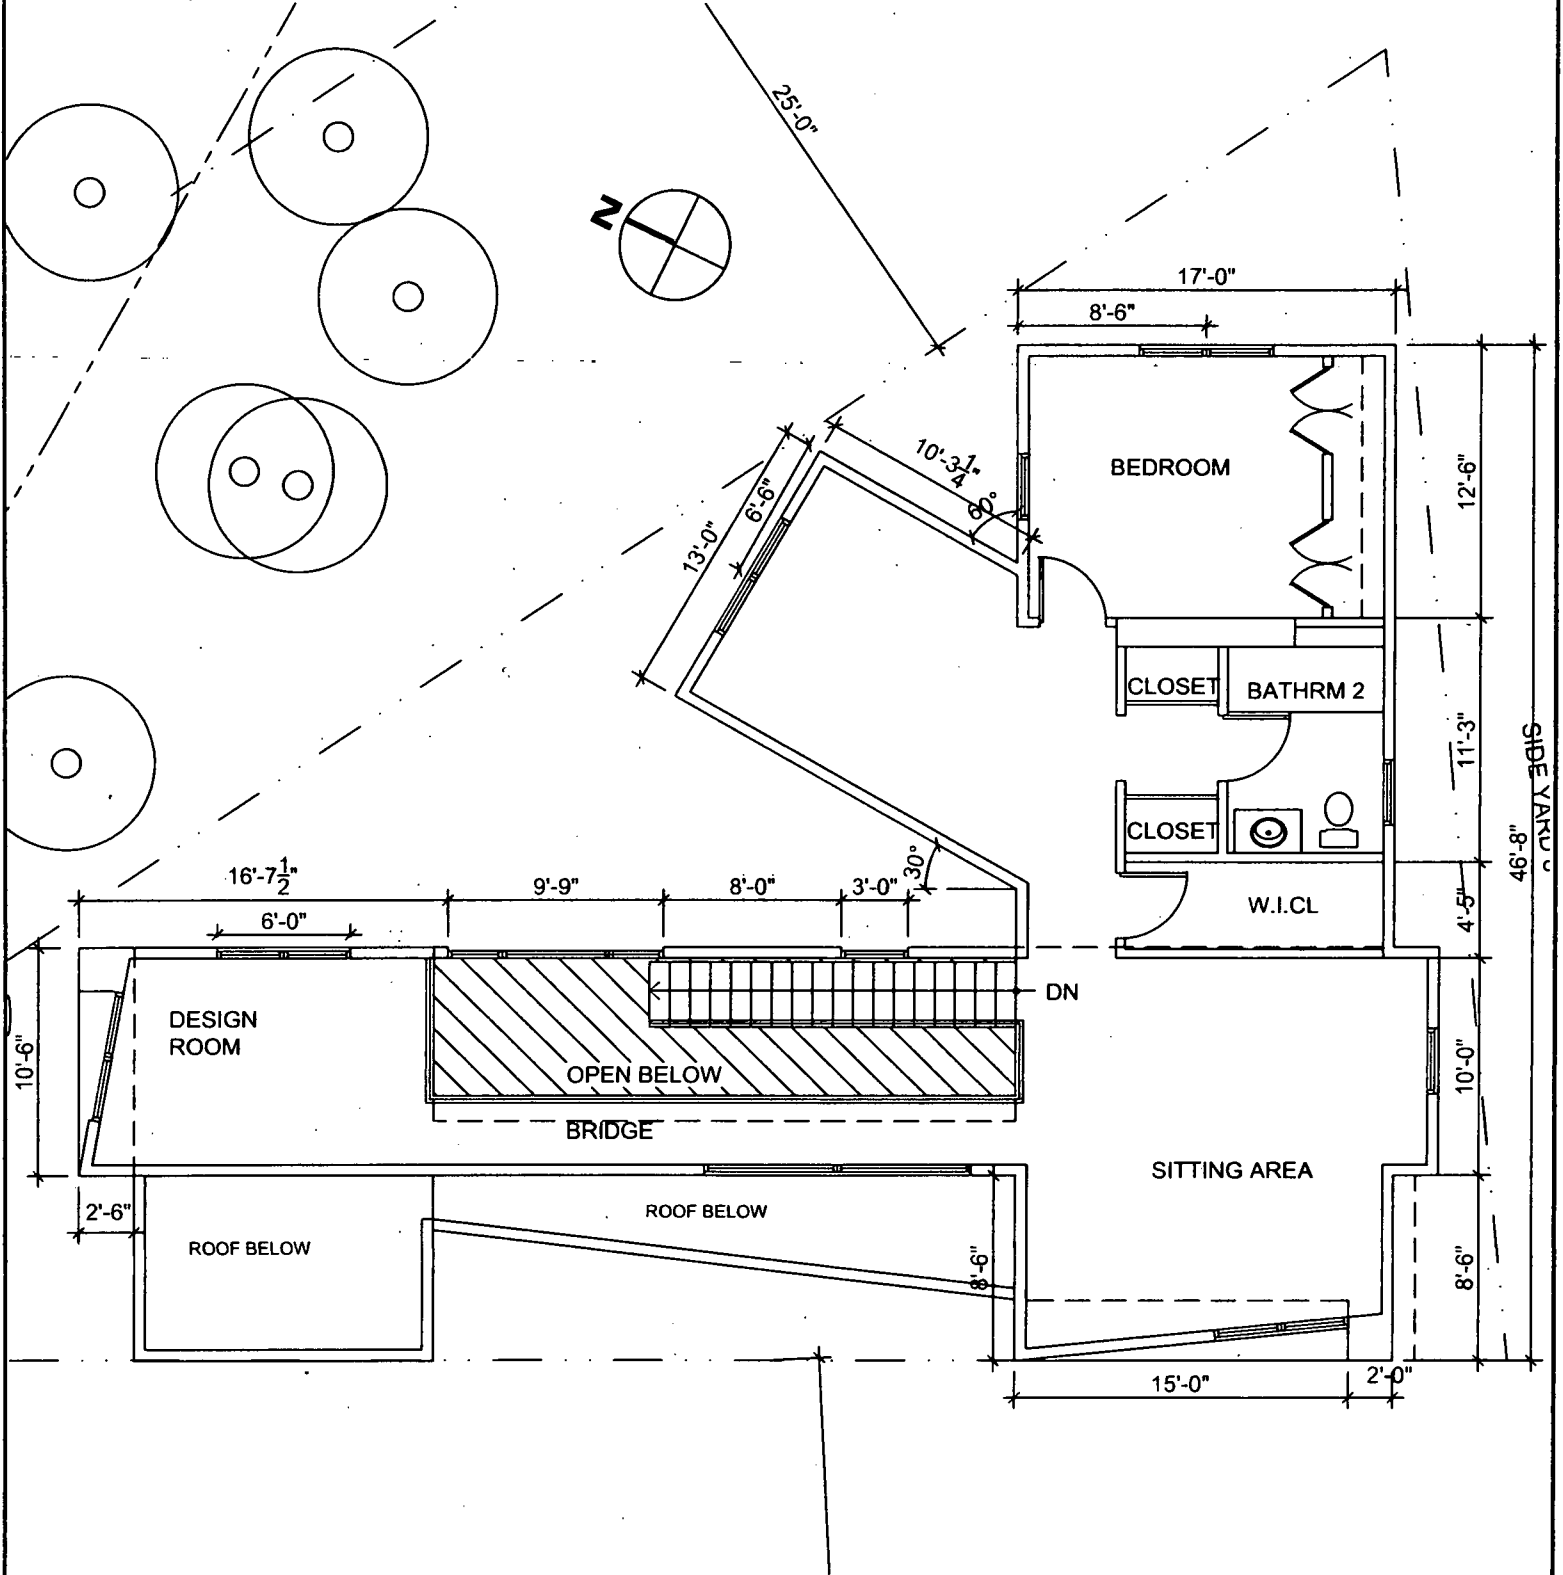 25'-0"
N
17'-0"
8'-6"
10'-3 1/4"
60°
6'-6"
13'-0"
BEDROOM
12'-6"
CLOSET
BATHRM 2
11'-3"
SIDE YARD
46'-8"
CLOSET
30°
16'-7 1/2"
9'-9"
8'-0"
3'-0"
W.I.CL
4'-5"
6'-0"
DN
DESIGN
ROOM
10'-6"
OPEN BELOW
10'-0"
BRIDGE
SITTING AREA
2'-6"
ROOF BELOW
ROOF BELOW
8'-6"
8'-6"
15'-0"
2'-0"